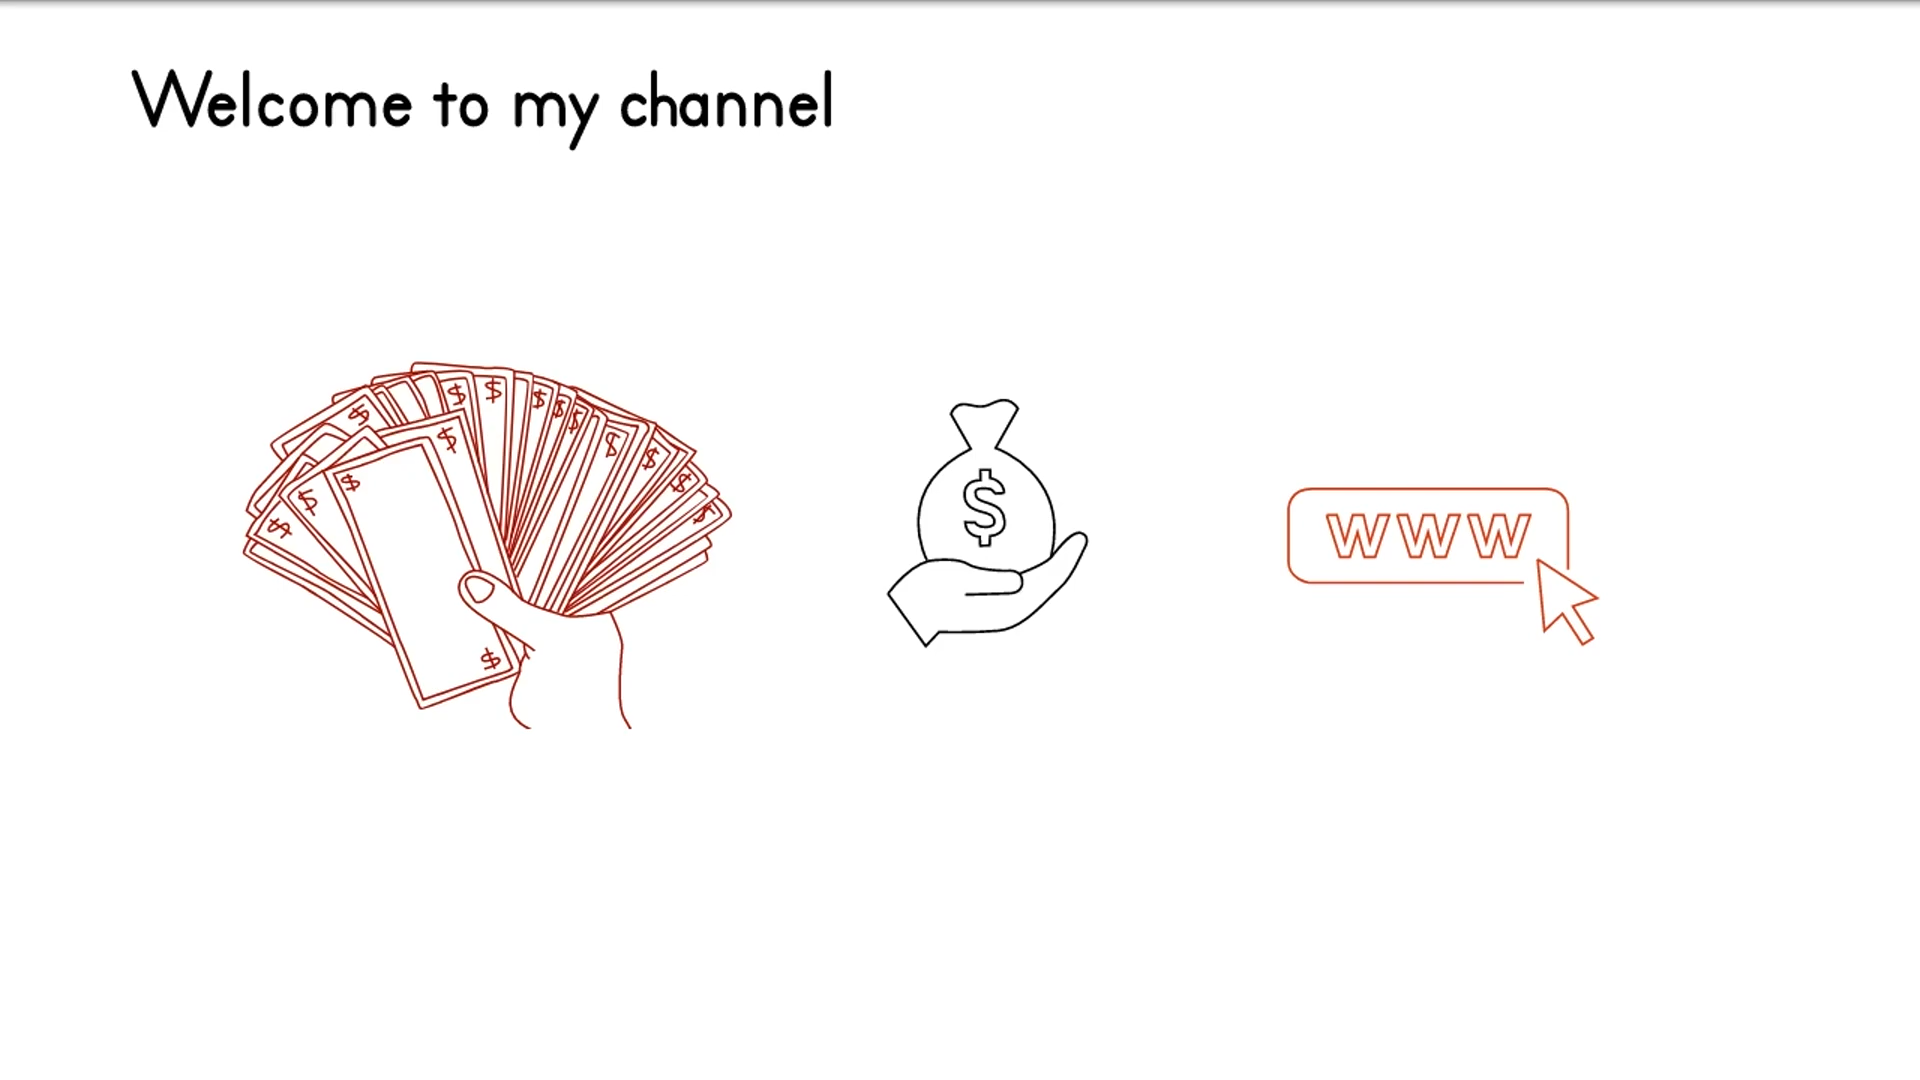 Welcome to my channel
$ $ $ $ $ $ $ $ $ $ $ $ $ $ $
$
WWW